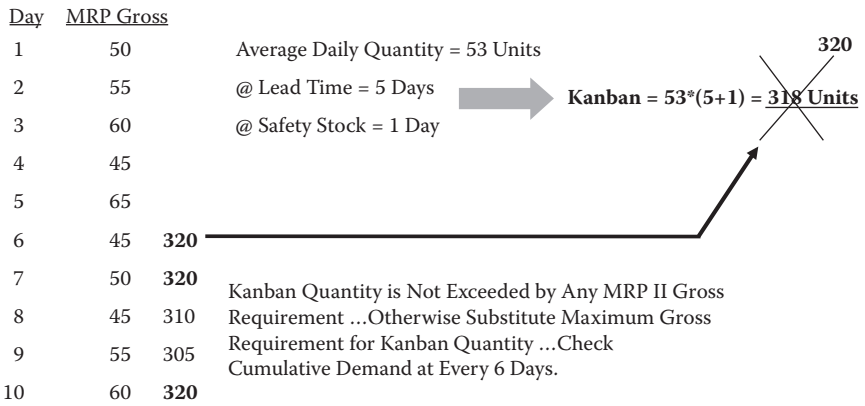 Day MRP Gross
1 50 Average Daily Quantity = 53 Units 320
2 55 @ Lead Time = 5 Days Kanban = 53*(5+1) = 318 Units
3 60 @ Safety Stock = 1 Day
4 45
5 65
6 45 320
7 50 320
Kanban Quantity is Not Exceeded by Any MRP II Gross
8 45 310 Requirement ...Otherwise Substitute Maximum Gross
Requirement for Kanban Quantity ...Check
9 55 305
Cumulative Demand at Every 6 Days.
10 60 320